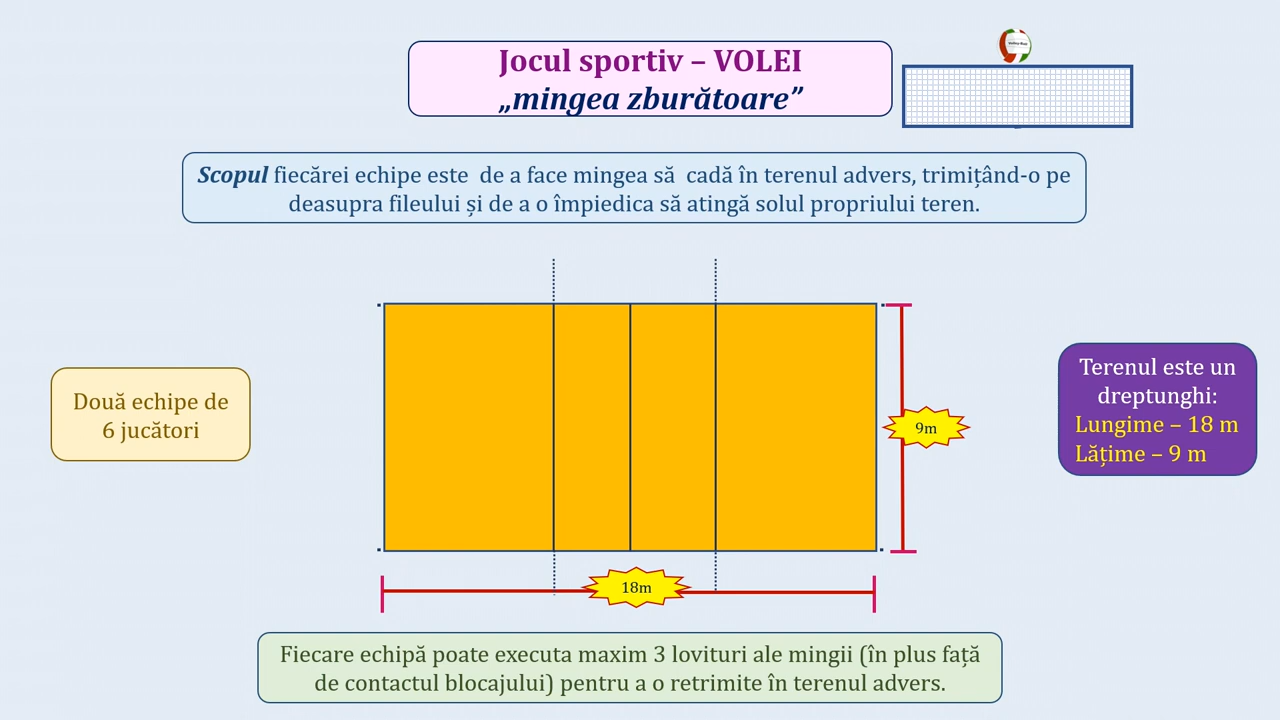 Jocul sportiv – VOLEI
„mingea zburătoare”
Scopul fiecărei echipe este de a face mingea să cadă în terenul advers, trimițând-o pe
deasupra fileului și de a o împiedica să atingă solul propriului teren.
Două echipe de
6 jucători
9m
Terenul este un
dreptunghi:
Lungime – 18 m
Lățime – 9 m
18m
Fiecare echipă poate executa maxim 3 lovituri ale mingii (în plus față
de contactul blocajului) pentru a o retrimite în terenul advers.